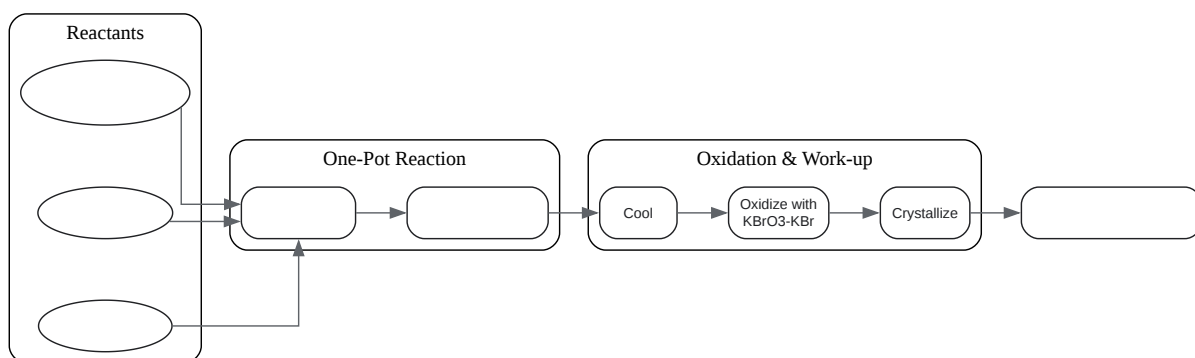 Reactants
One-Pot Reaction
Oxidation & Work-up
Cool
Oxidize with
KBrO3-KBr
Crystallize